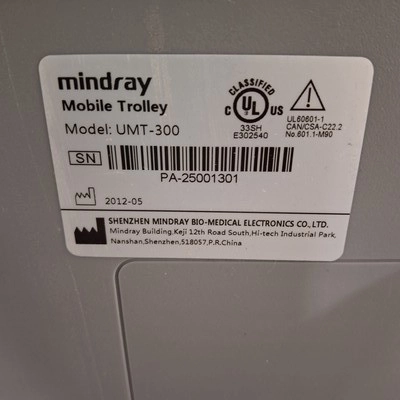 mindray
Mobile Trolley
Model: UMT-300
SN
PA-25001301
2012-05
CLASSIFIED
C UL US
33SH
E302540
UL60601-1
CAN/CSA-C22.2
No.601.1-M90
SHENZHEN MINDRAY BIO-MEDICAL ELECTRONICS CO., LTD.
Mindray Building,Keji 12th Road South,Hi-tech Industrial Park,
Nanshan,Shenzhen,518057,P.R.China